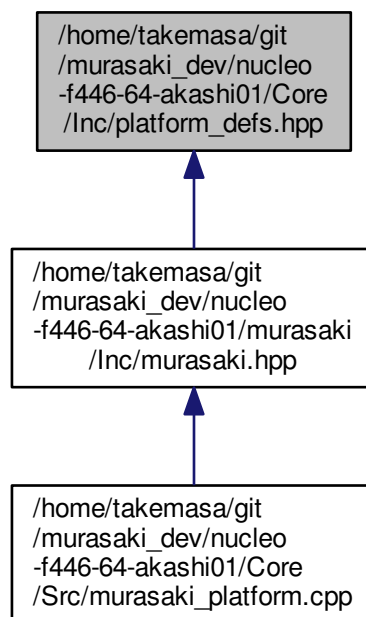 /home/takemasa/git
/murasaki_dev/nucleo
-f446-64-akashi01/Core
/Inc/platform_defs.hpp
/home/takemasa/git
/murasaki_dev/nucleo
-f446-64-akashi01/murasaki
/Inc/murasaki.hpp
/home/takemasa/git
/murasaki_dev/nucleo
-f446-64-akashi01/Core
/Src/murasaki_platform.cpp